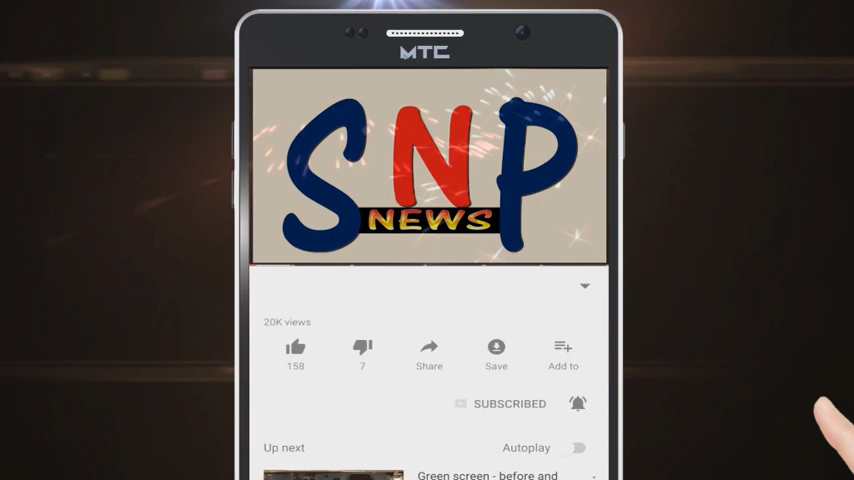 MTC
SNP
NEWS
20K views
158
7
Share
Save
Add to
SUBSCRIBED
Up next
Autoplay
Green screen - before and